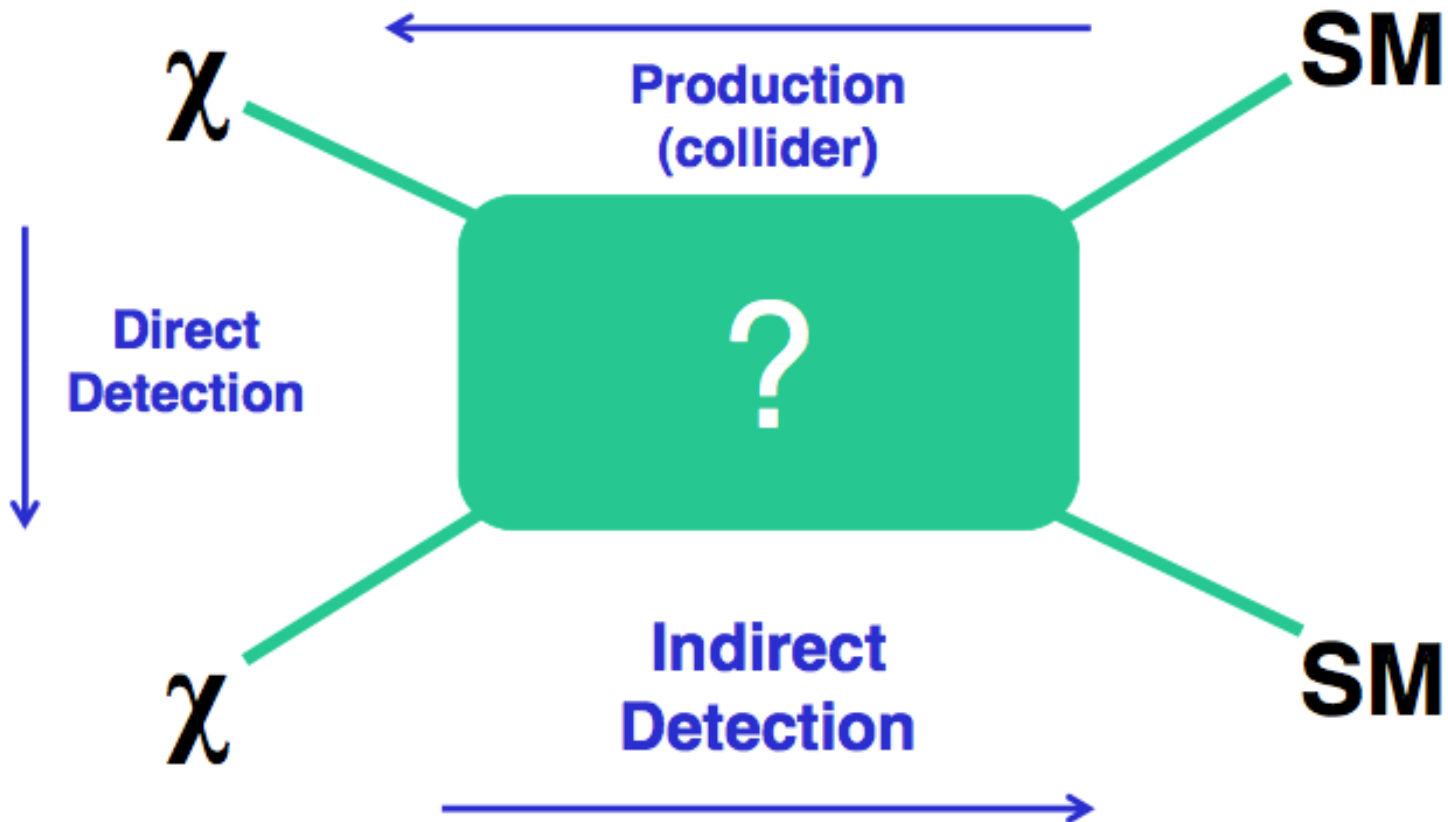 χ
SM
Production
(collider)
Direct
Detection
?
Indirect
Detection
χ
SM